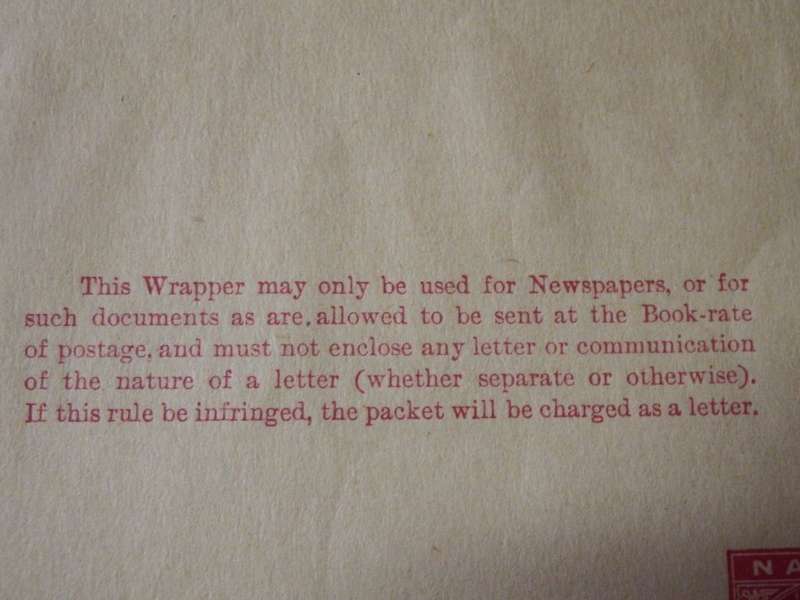 This Wrapper may only be used for Newspapers, or for
such documents as are allowed to be sent at the Book-rate
of postage, and must not enclose any letter or communication
of the nature of a letter (whether separate or otherwise).
If this rule be infringed, the packet will be charged as a letter.
NA